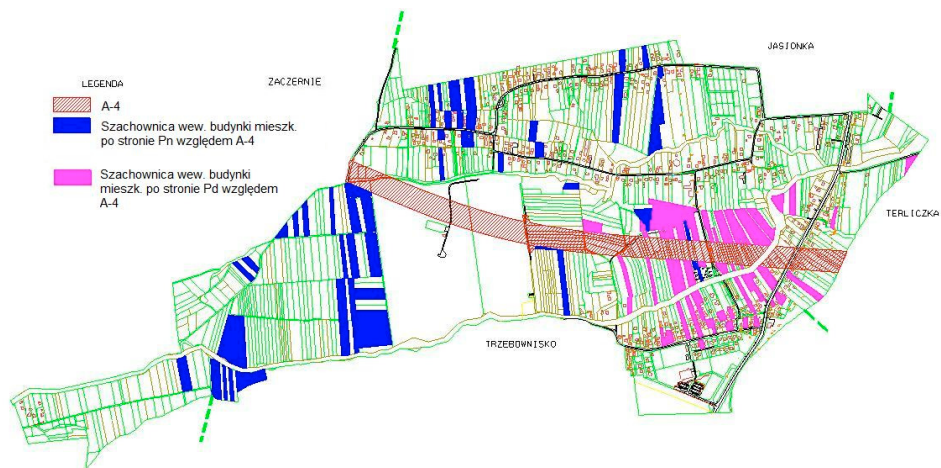 JASIONKA
LEGENDA
ZACZERNIE
A-4
Szachownica wew. budynki mieszk.
po stronie Pn względem A-4
Szachownica wew. budynki
mieszk. po stronie Pd względem
A-4
TERLICZKA
TRZEBOWNISKO